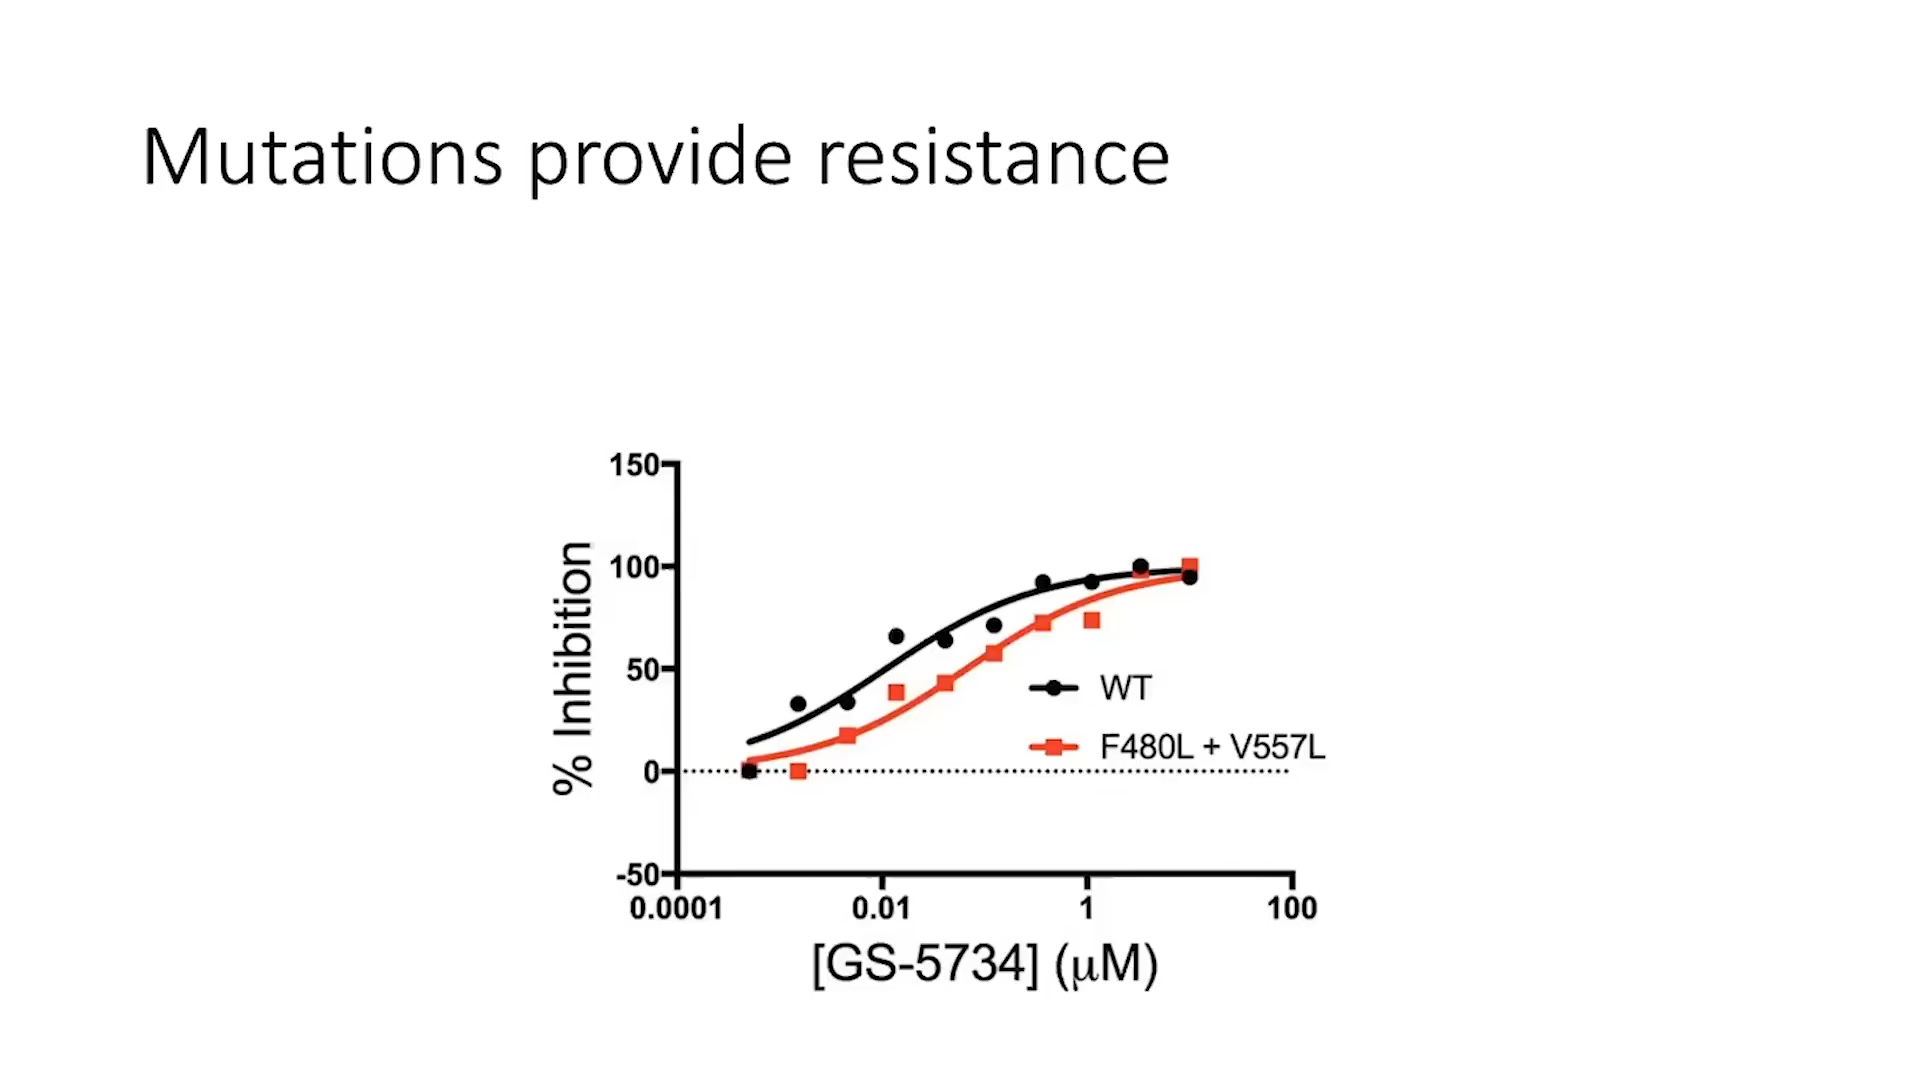 Mutations provide resistance
150
100
50
0
-50
% Inhibition
WT
F480L + V557L
0.0001
0.01
1
100
[GS-5734] (μM)